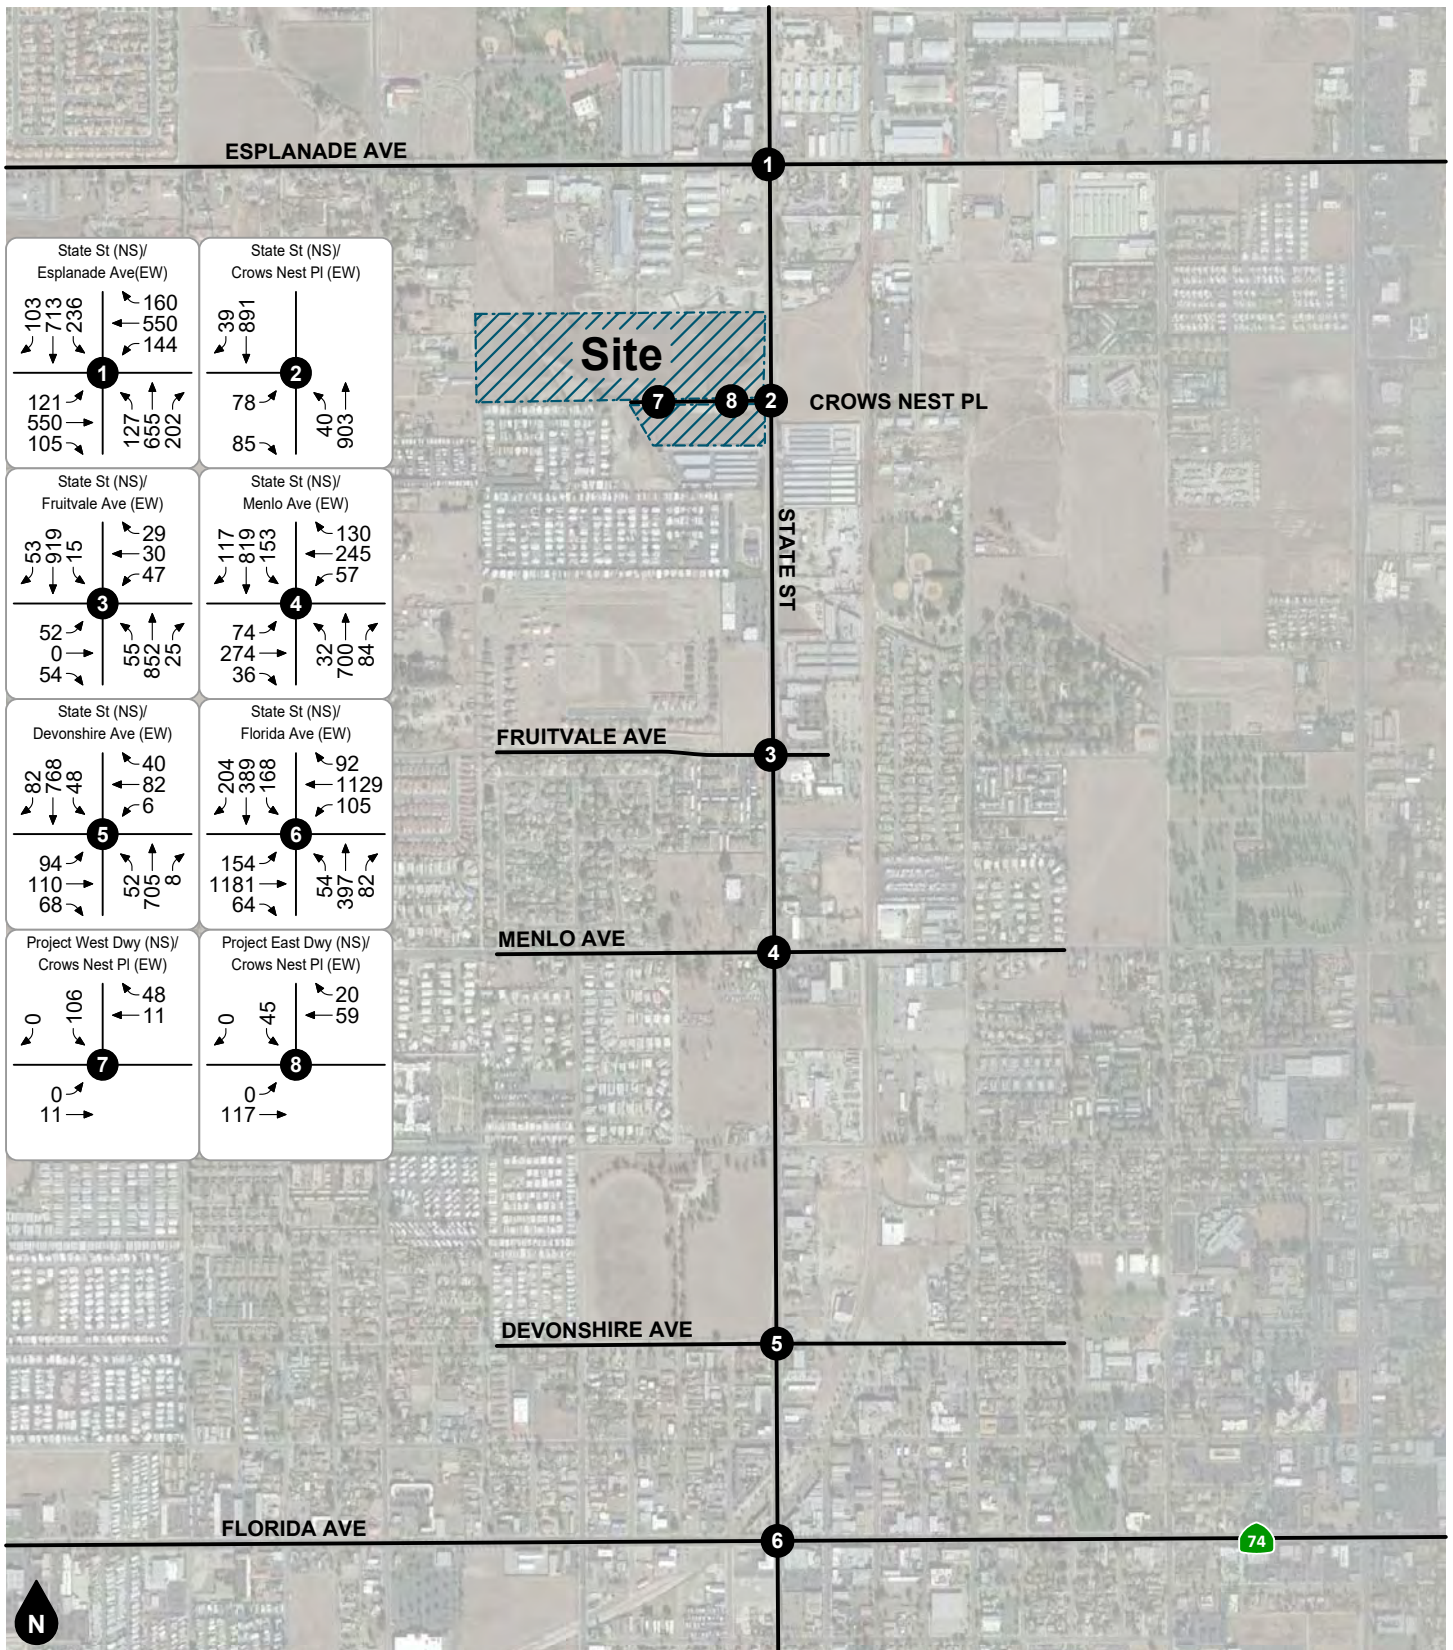 ESPLANADE AVE
1
State St (NS)/
Esplanade Ave(EW)
103 713 236
160
550
144
1
121
550
105
127 655 202
State St (NS)/
Crows Nest Pl (EW)
39 891
2
78
85
40 903
Site
7 8 2
CROWS NEST PL
State St (NS)/
Fruitvale Ave (EW)
53 919 15
29
30
47
3
52
0
54
55 852 25
State St (NS)/
Menlo Ave (EW)
117 819 153
130
245
57
4
74
274
36
32 700 84
STATE ST
FRUITVALE AVE
3
State St (NS)/
Devonshire Ave (EW)
82 768 48
40
82
6
5
94
110
68
52 705 8
State St (NS)/
Florida Ave (EW)
204 389 168
92
1129
105
6
154
1181
64
54 397 82
MENLO AVE
4
Project West Dwy (NS)/
Crows Nest Pl (EW)
0 106
48
11
7
0
11
Project East Dwy (NS)/
Crows Nest Pl (EW)
0 45
20
59
8
0
117
DEVONSHIRE AVE
5
FLORIDA AVE
6
74
N